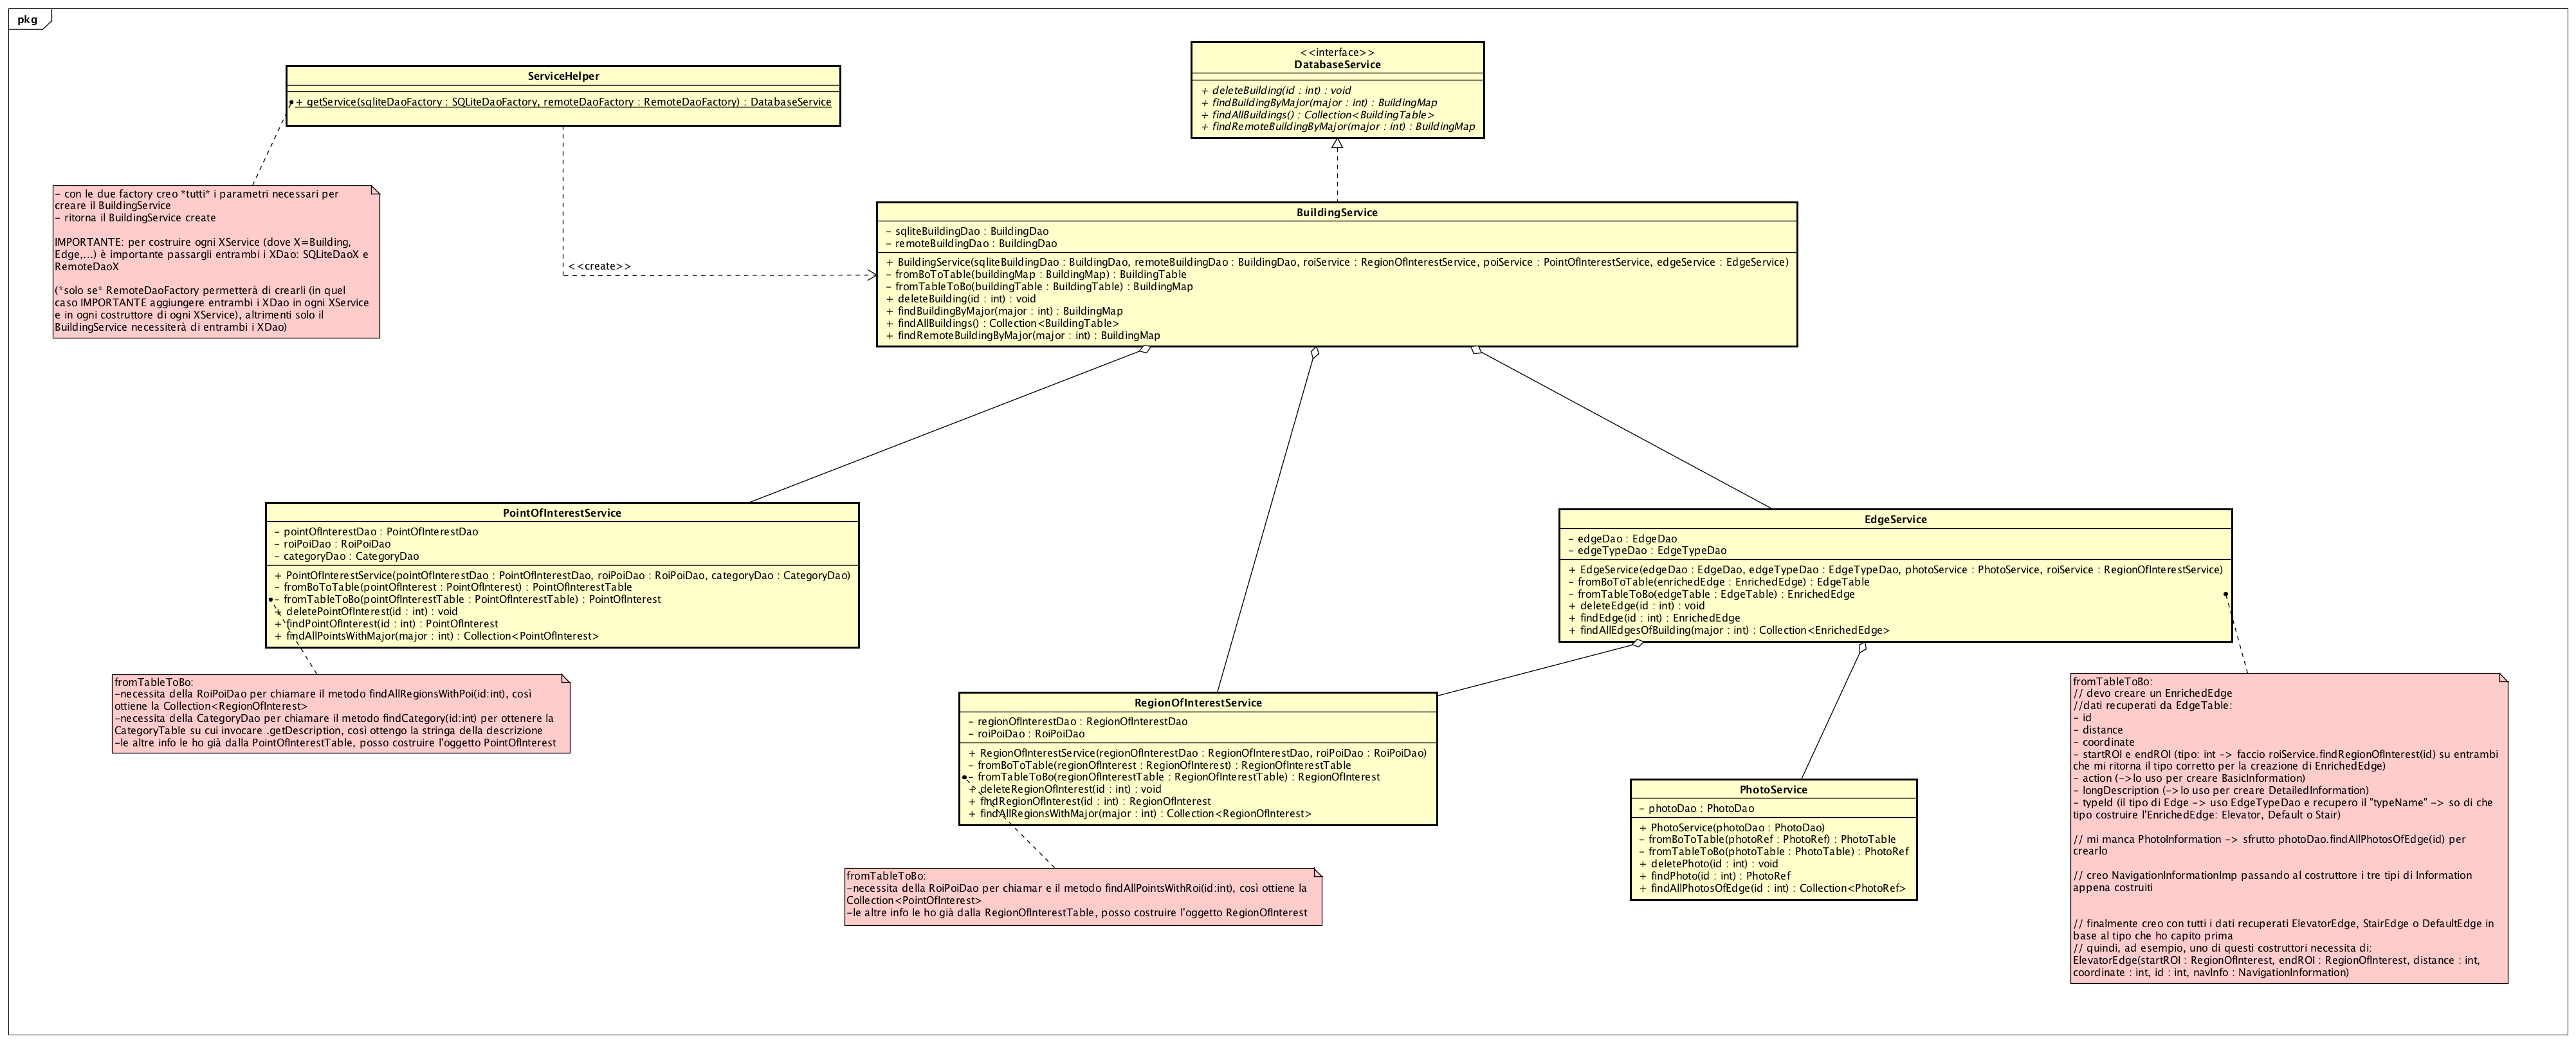 pkg
ServiceHelper
+ getService(sqliteDaoFactory : SQLiteDaoFactory, remoteDaoFactory : RemoteDaoFactory) : DatabaseService
<<interface>>
DatabaseService
+ deleteBuilding(id : int) : void
+ findBuildingByMajor(major : int) : BuildingMap
+ findAllBuildings() : Collection<BuildingTable>
+ findRemoteBuildingByMajor(major : int) : BuildingMap
- con le due factory creo *tutti* i parametri necessari per
creare il BuildingService
- ritorna il BuildingService create
IMPORTANTE: per costruire ogni XService (dove X=Building,
Edge,...) è importante passargli entrambi i XDao: SQLiteDaoX e
RemoteDaoX
(*solo se* RemoteDaoFactory permetterà di crearli (in quel
caso IMPORTANTE aggiungere entrambi i XDao in ogni XService
e in ogni costruttore di ogni XService), altrimenti solo il
BuildingService necessiterà di entrambi i XDao)
<<create>>
BuildingService
- sqliteBuildingDao : BuildingDao
- remoteBuildingDao : BuildingDao
+ BuildingService(sqliteBuildingDao : BuildingDao, remoteBuildingDao : BuildingDao, roiService : RegionOfInterestService, poiService : PointOfInterestService, edgeService : EdgeService)
- fromBoToTable(buildingMap : BuildingMap) : BuildingTable
- fromTableToBo(buildingTable : BuildingTable) : BuildingMap
+ deleteBuilding(id : int) : void
+ findBuildingByMajor(major : int) : BuildingMap
+ findAllBuildings() : Collection<BuildingTable>
+ findRemoteBuildingByMajor(major : int) : BuildingMap
PointOfInterestService
- pointOfInterestDao : PointOfInterestDao
- roiPoiDao : RoiPoiDao
- categoryDao : CategoryDao
+ PointOfInterestService(pointOfInterestDao : PointOfInterestDao, roiPoiDao : RoiPoiDao, categoryDao : CategoryDao)
- fromBoToTable(pointOfInterest : PointOfInterest) : PointOfInterestTable
- fromTableToBo(pointOfInterestTable : PointOfInterestTable) : PointOfInterest
+ deletePointOfInterest(id : int) : void
+ findPointOfInterest(id : int) : PointOfInterest
+ findAllPointsWithMajor(major : int) : Collection<PointOfInterest>
fromTableToBo:
-necessita della RoiPoiDao per chiamare il metodo findAllRegionsWithPoi(id:int), così
ottiene la Collection<RegionOfInterest>
-necessita della CategoryDao per chiamare il metodo findCategory(id:int) per ottenere la
CategoryTable su cui invocare .getDescription, così ottengo la stringa della descrizione
-le altre info le ho già dalla PointOfInterestTable, posso costruire l'oggetto PointOfInterest
EdgeService
- edgeDao : EdgeDao
- edgeTypeDao : EdgeTypeDao
+ EdgeService(edgeDao : EdgeDao, edgeTypeDao : EdgeTypeDao, photoService : PhotoService, roiService : RegionOfInterestService)
- fromBoToTable(enrichedEdge : EnrichedEdge) : EdgeTable
- fromTableToBo(edgeTable : EdgeTable) : EnrichedEdge
+ deleteEdge(id : int) : void
+ findEdge(id : int) : EnrichedEdge
+ findAllEdgesOfBuilding(major : int) : Collection<EnrichedEdge>
RegionOfInterestService
- regionOfInterestDao : RegionOfInterestDao
- roiPoiDao : RoiPoiDao
+ RegionOfInterestService(regionOfInterestDao : RegionOfInterestDao, roiPoiDao : RoiPoiDao)
- fromBoToTable(regionOfInterest : RegionOfInterest) : RegionOfInterestTable
- fromTableToBo(regionOfInterestTable : RegionOfInterestTable) : RegionOfInterest
+ deleteRegionOfInterest(id : int) : void
+ findRegionOfInterest(id : int) : RegionOfInterest
+ findAllRegionsWithMajor(major : int) : Collection<RegionOfInterest>
fromTableToBo:
-necessita della RoiPoiDao per chiamar e il metodo findAllPointsWithRoi(id:int), così ottiene la
Collection<PointOfInterest>
-le altre info le ho già dalla RegionOfInterestTable, posso costruire l'oggetto RegionOfInterest
PhotoService
- photoDao : PhotoDao
+ PhotoService(photoDao : PhotoDao)
- fromBoToTable(photoRef : PhotoRef) : PhotoTable
- fromTableToBo(photoTable : PhotoTable) : PhotoRef
+ deletePhoto(id : int) : void
+ findPhoto(id : int) : PhotoRef
+ findAllPhotosOfEdge(id : int) : Collection<PhotoRef>
fromTableToBo:
// devo creare un EnrichedEdge
//dati recuperati da EdgeTable:
- id
- distance
- coordinate
- startROI e endROI (tipo: int -> faccio roiService.findRegionOfInterest(id) su entrambi
che mi ritorna il tipo corretto per la creazione di EnrichedEdge)
- action (->lo uso per creare BasicInformation)
- longDescription (->lo uso per creare DetailedInformation)
- typeId (il tipo di Edge -> uso EdgeTypeDao e recupero il "typeName" -> so di che
tipo costruire l'EnrichedEdge: Elevator, Default o Stair)
// mi manca PhotoInformation -> sfrutto photoDao.findAllPhotosOfEdge(id) per
crearlo
// creo NavigationInformationImp passando al costruttore i tre tipi di Information
appena costruiti
// finalmente creo con tutti i dati recuperati ElevatorEdge, StairEdge o DefaultEdge in
base al tipo che ho capito prima
// quindi, ad esempio, uno di questi costruttori necessita di:
ElevatorEdge(startROI : RegionOfInterest, endROI : RegionOfInterest, distance : int,
coordinate : int, id : int, navInfo : NavigationInformation)